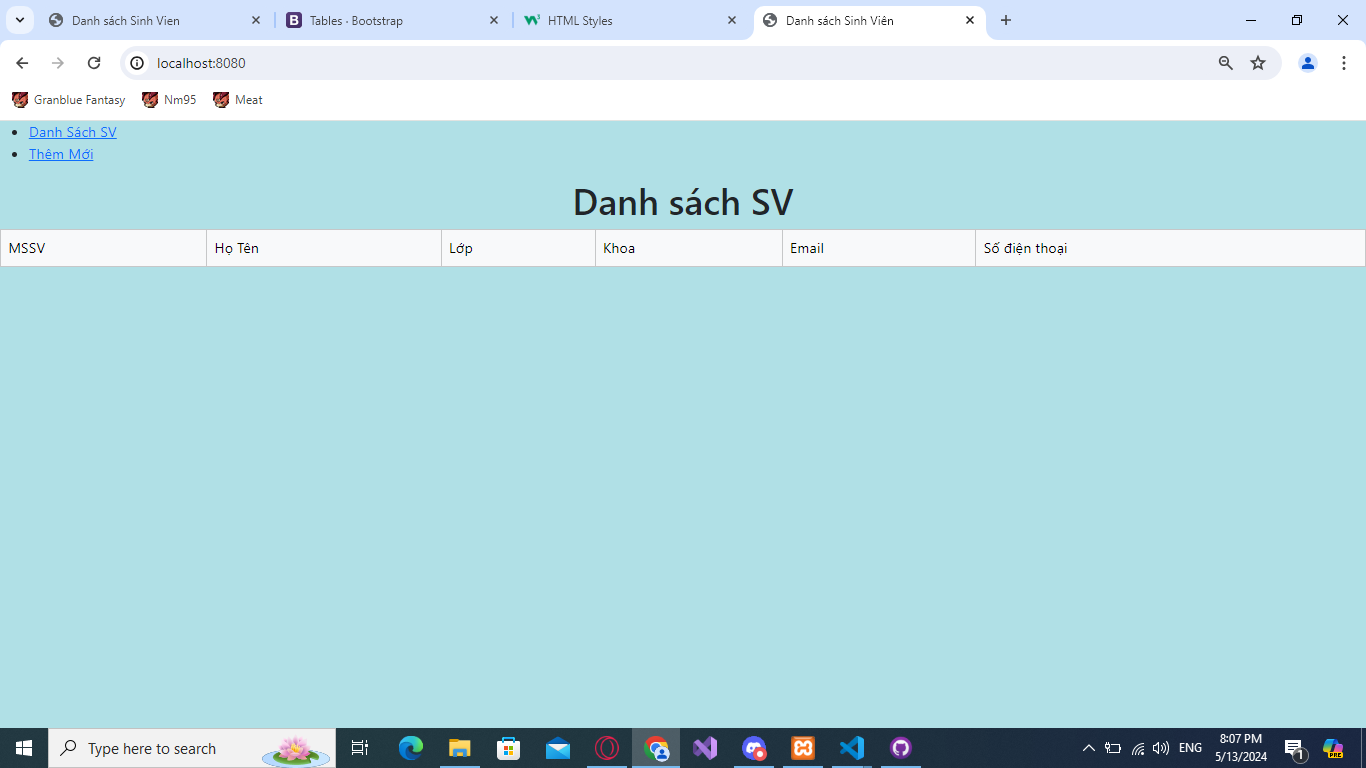 Danh sách Sinh Vien
Tables · Bootstrap
HTML Styles
Danh sách Sinh Viên
localhost:8080
Granblue Fantasy
Nm95
Meat
Danh Sách SV
Thêm Mới
Danh sách SV
MSSV Họ Tên Lớp Khoa Email Số điện thoại
Type here to search
ENG
8:07 PM
5/13/2024
1
PRE